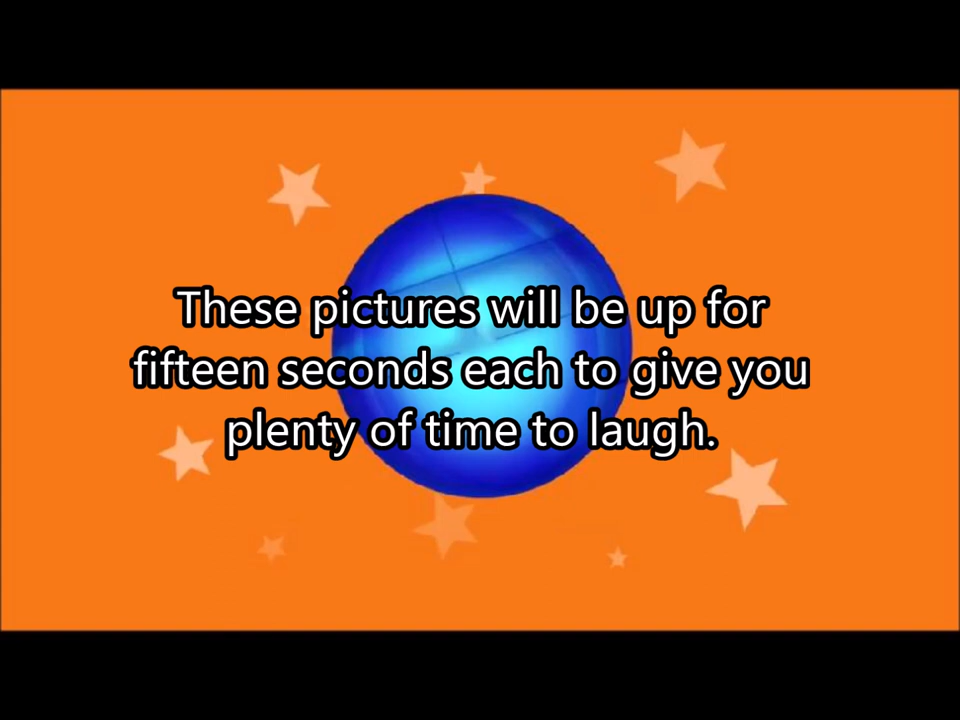 These pictures will be up for
fifteen seconds each to give you
plenty of time to laugh.